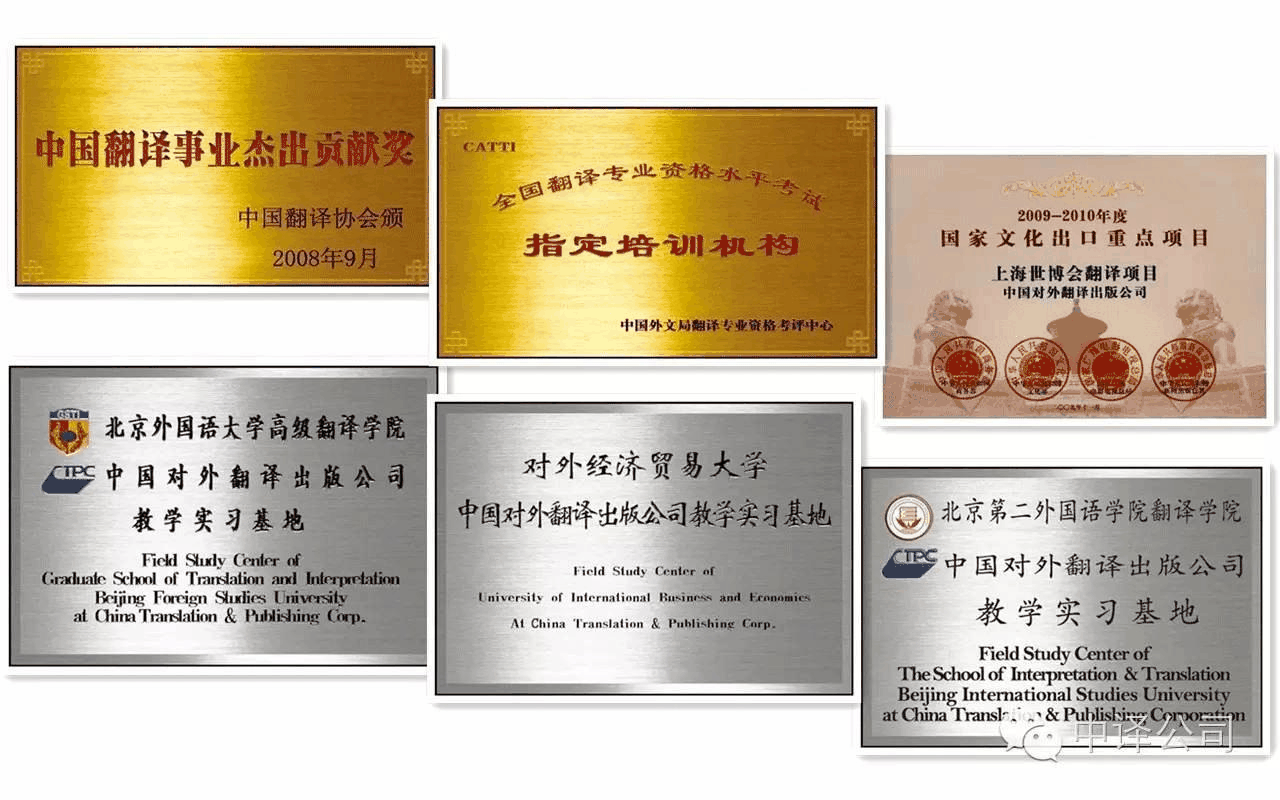 中国翻译事业杰出贡献奖
中国翻译协会颁
2008年9月
CATTI
全国翻译专业资格水平考试
指定培训机构
中国外文局翻译专业资格考评中心
2009-2010年度
国家文化出口重点项目
上海世博会翻译项目
中国对外翻译出版公司
二〇〇九年十一月
GSTI
北京外国语大学高级翻译学院
CTPC
中国对外翻译出版公司
教学实习基地
Field Study Center of
Graduate School of Translation and Interpretation
Beijing Foreign Studies University
at China Translation & Publishing Corp.
对外经济贸易大学
中国对外翻译出版公司教学实习基地
Field Study Center of
University of International Business and Economics
At China Translation & Publishing Corp.
北京第二外国语学院翻译学院
CTPC
中国对外翻译出版公司
教学实习基地
Field Study Center of
The School of Interpretation & Translation
Beijing International Studies University
at China Translation & Publishing Corporation
中译公司